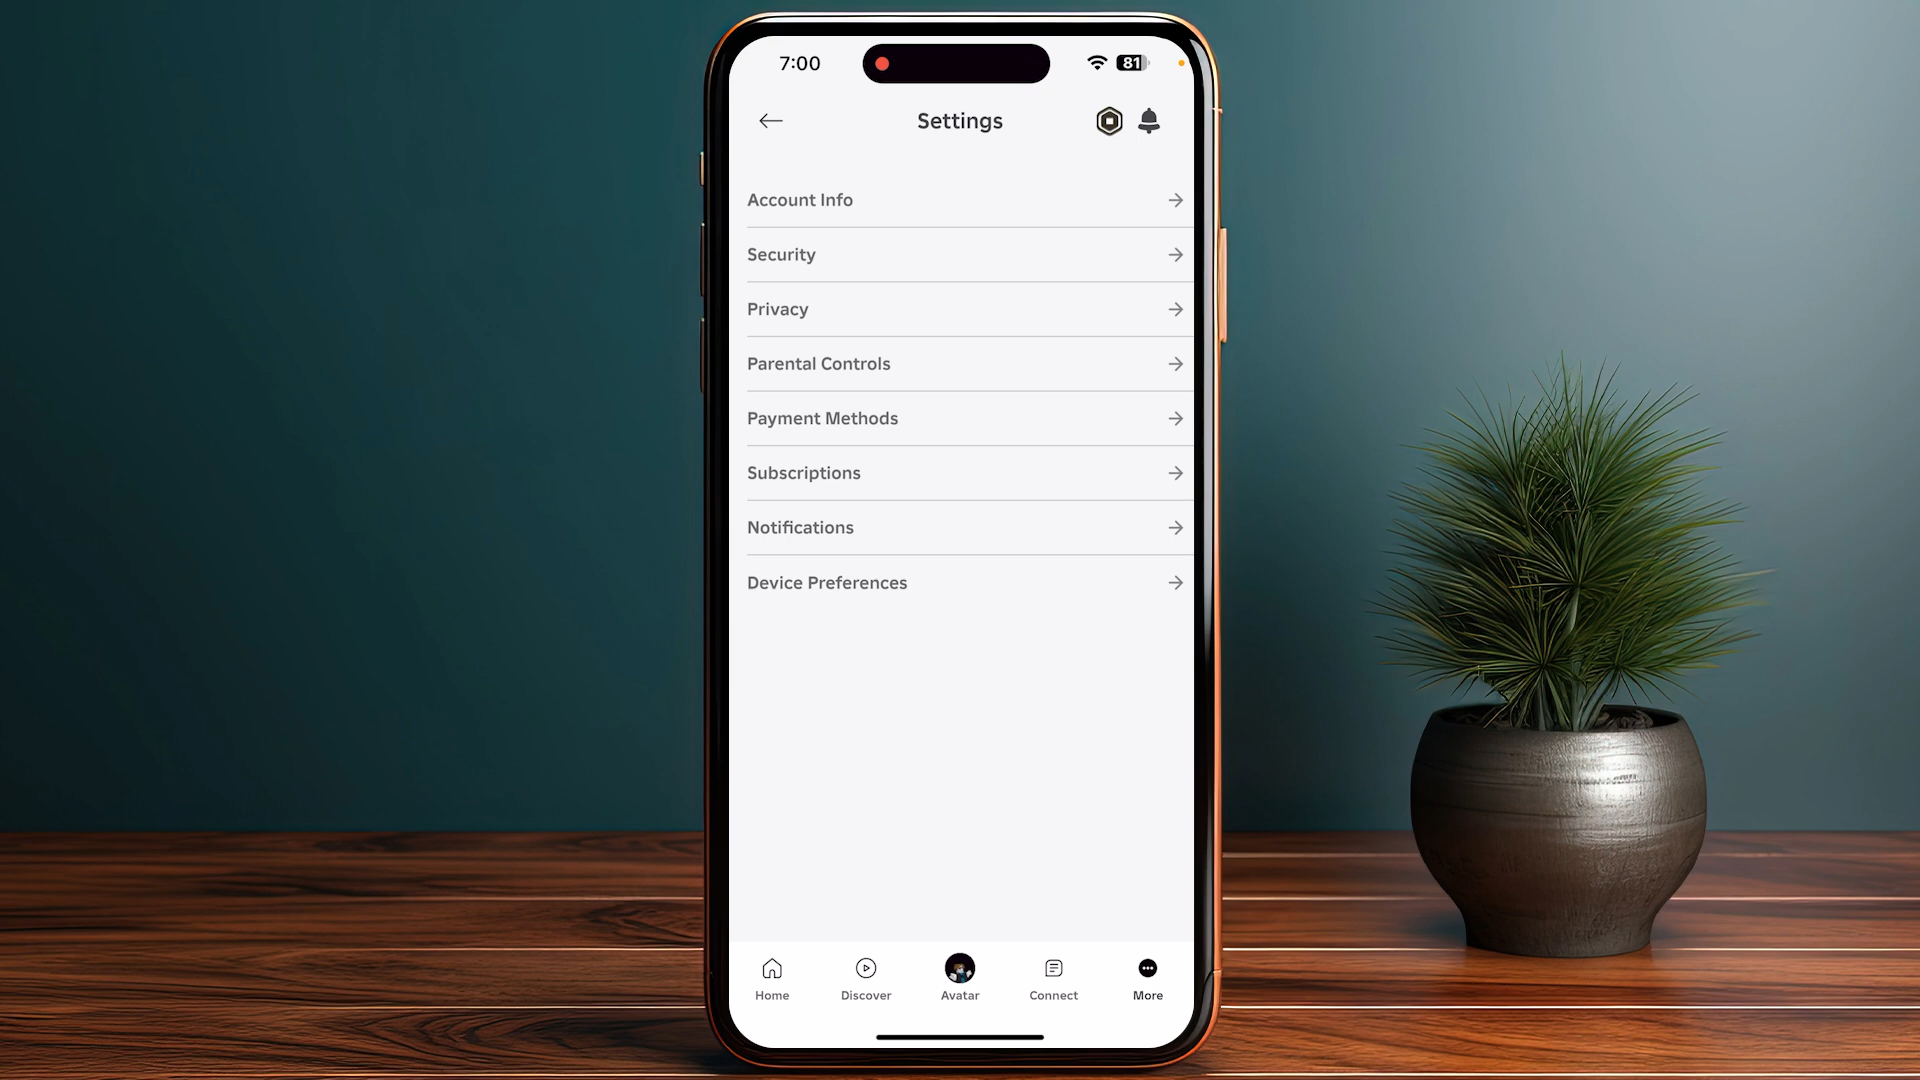 7:00
81
Settings
Account Info
Security
Privacy
Parental Controls
Payment Methods
Subscriptions
Notifications
Device Preferences
Home
Discover
Avatar
Connect
More